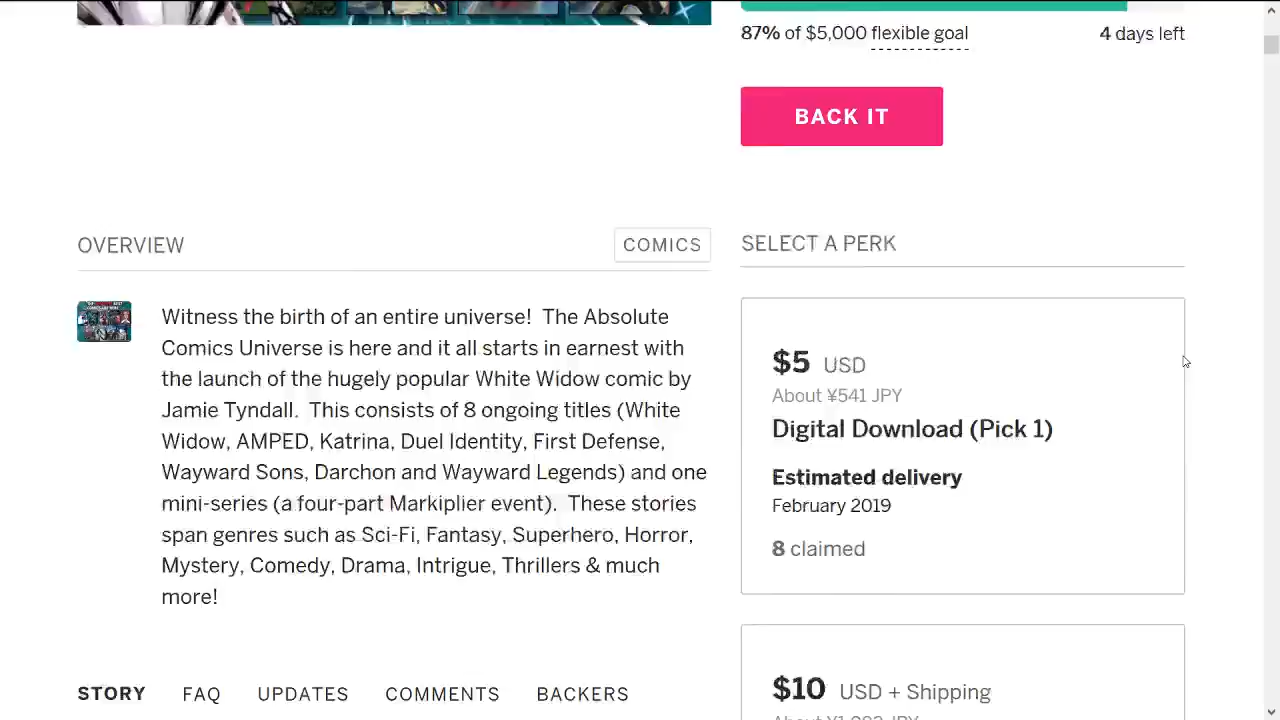 87% of $5,000 flexible goal
4 days left
BACK IT
OVERVIEW
COMICS
Witness the birth of an entire universe! The Absolute
Comics Universe is here and it all starts in earnest with
the launch of the hugely popular White Widow comic by
Jamie Tyndall. This consists of 8 ongoing titles (White
Widow, AMPED, Katrina, Duel Identity, First Defense,
Wayward Sons, Darchon and Wayward Legends) and one
mini-series (a four-part Markiplier event). These stories
span genres such as Sci-Fi, Fantasy, Superhero, Horror,
Mystery, Comedy, Drama, Intrigue, Thrillers & much
more!
STORY FAQ UPDATES COMMENTS BACKERS
SELECT A PERK
$5 USD
About ¥541 JPY
Digital Download (Pick 1)
Estimated delivery
February 2019
8 claimed
$10 USD + Shipping